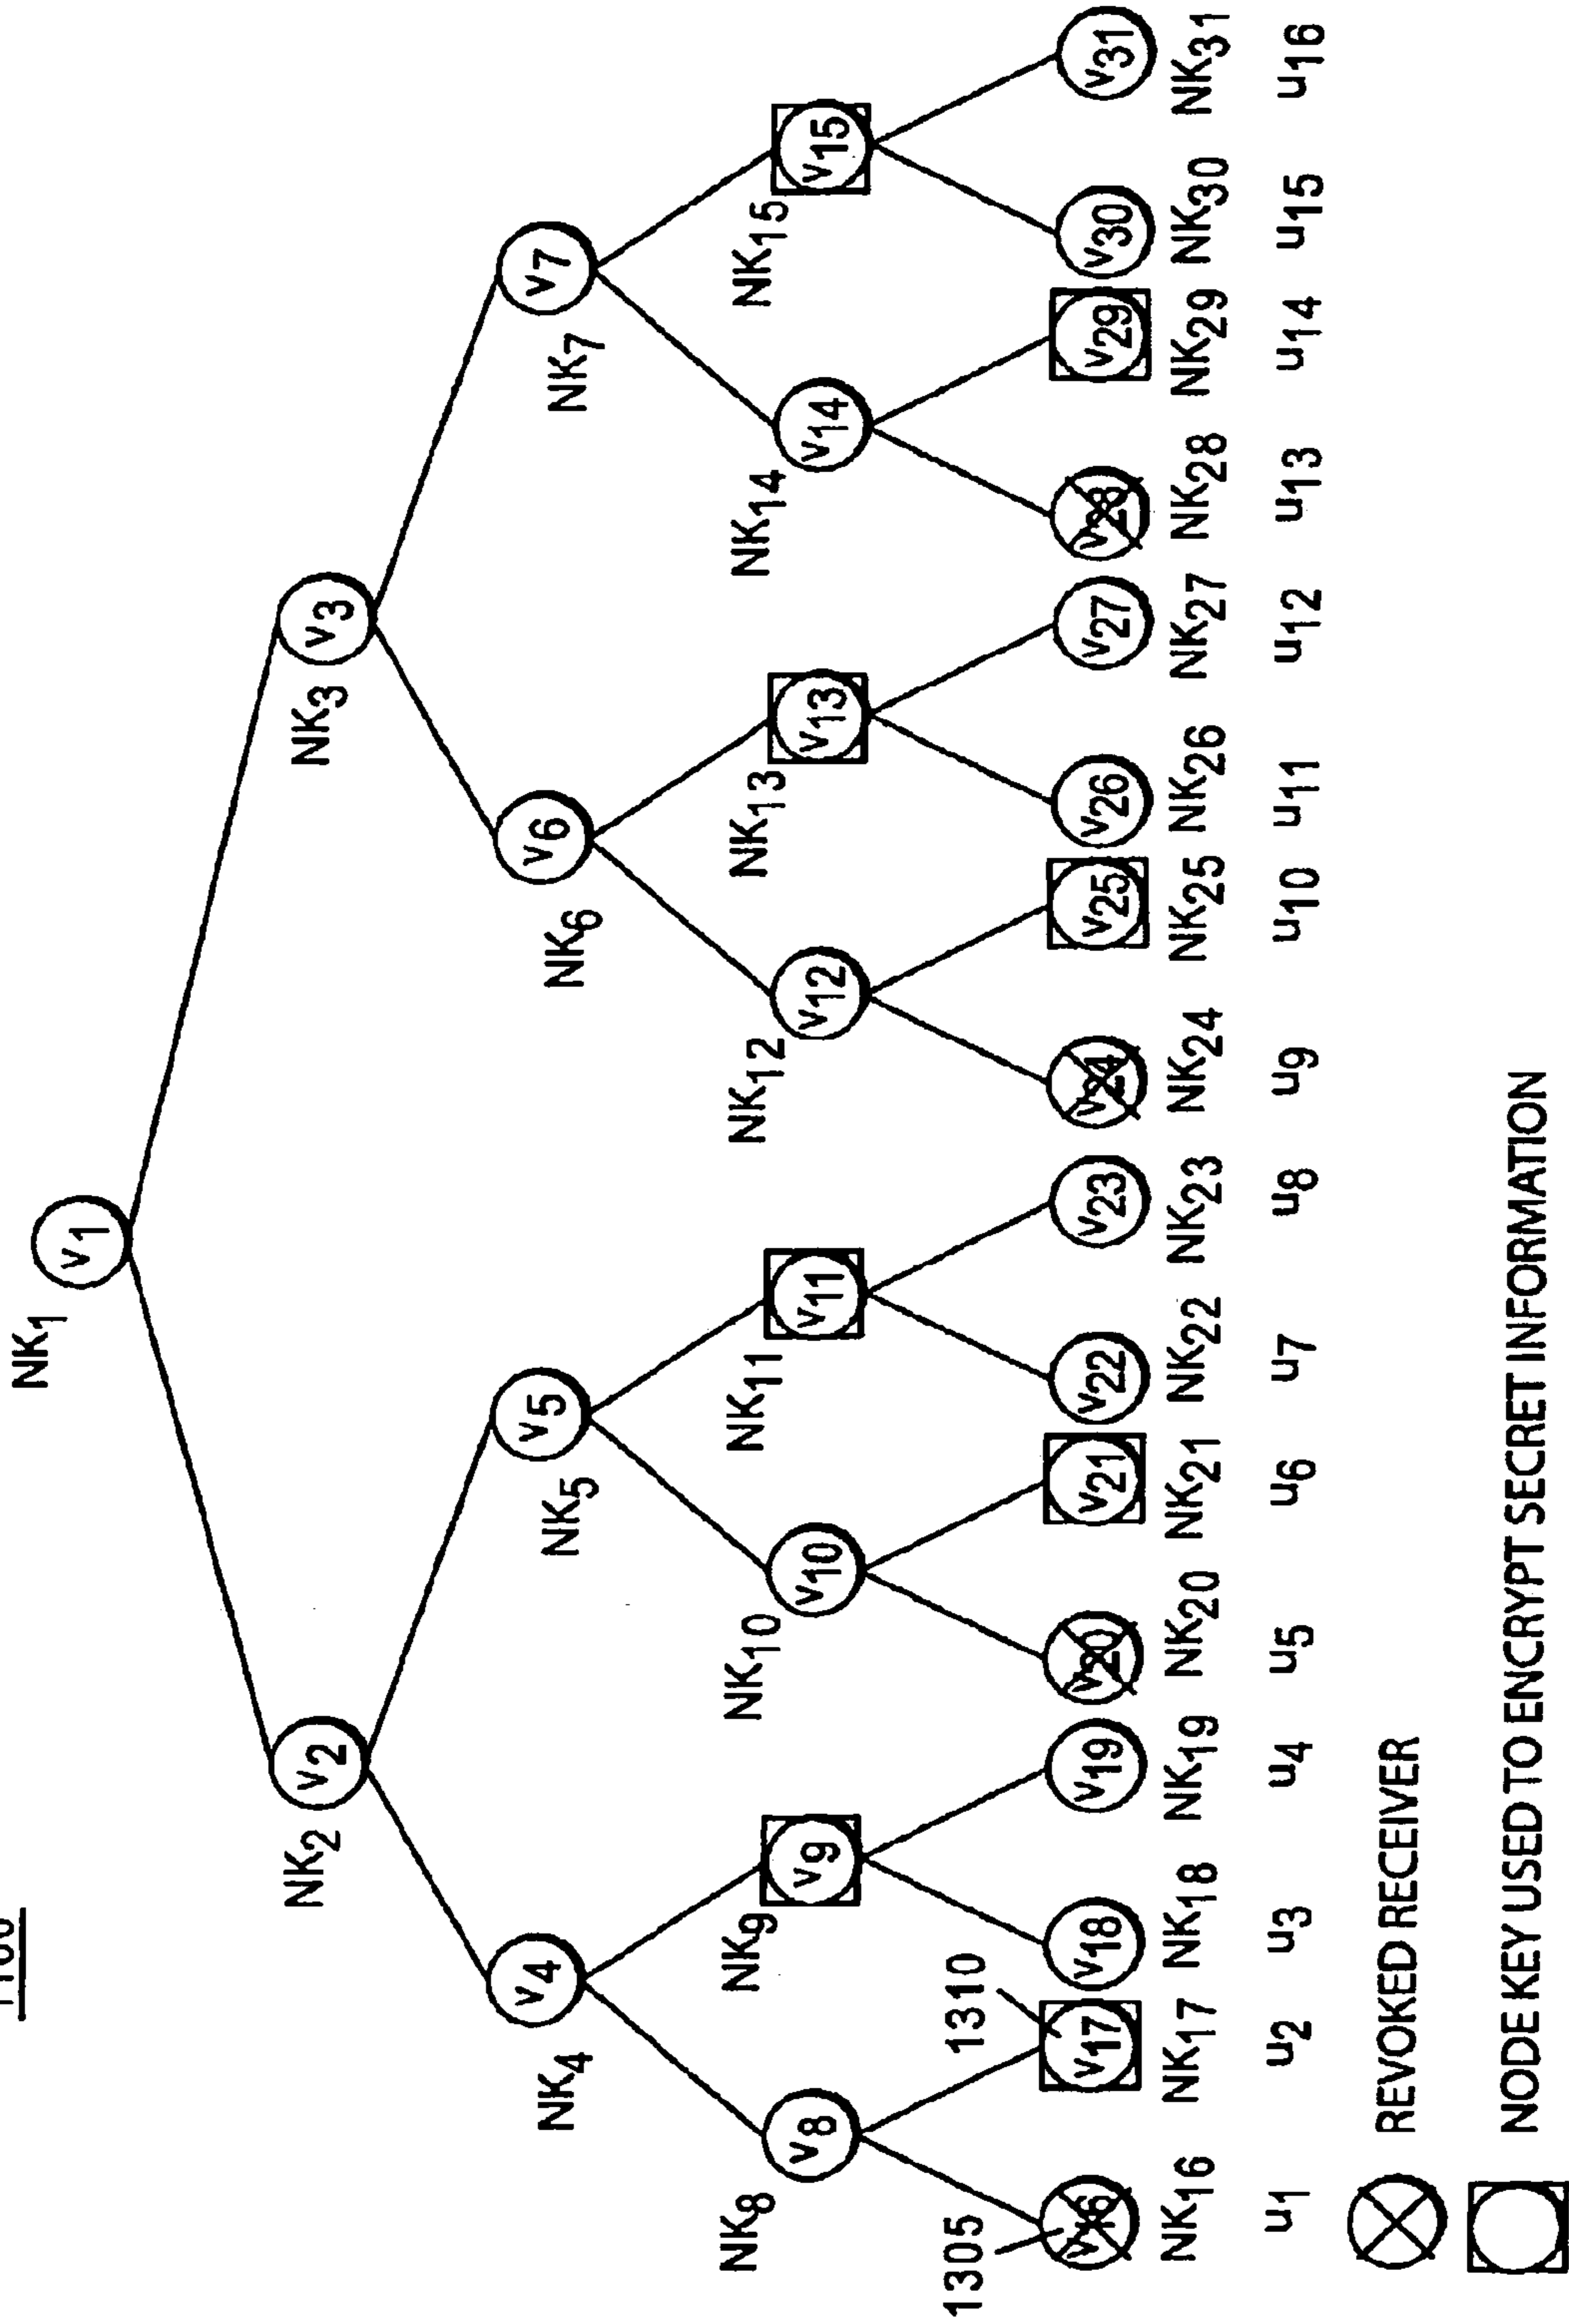 NK1 v1
NK2 v2 NK3 v3
NK4 v4 NK5 v5 NK6 v6 NK7 v7
NK8 v8 NK9 v9 NK10 v10 NK11 v11 NK12 v12 NK13 v13 NK14 v14 NK15 v15
1305 1310
v16 v17 v18 v19 v20 v21 v22 v23 v24 v25 v26 v27 v28 v29 v30 v31
NK16 NK17 NK18 NK19 NK20 NK21 NK22 NK23 NK24 NK25 NK26 NK27 NK28 NK29 NK30 NK31
u1 u2 u3 u4 u5 u6 u7 u8 u9 u10 u11 u12 u13 u14 u15 u16
REVOKED RECEIVER
NODE KEY USED TO ENCRYPT SECRET INFORMATION